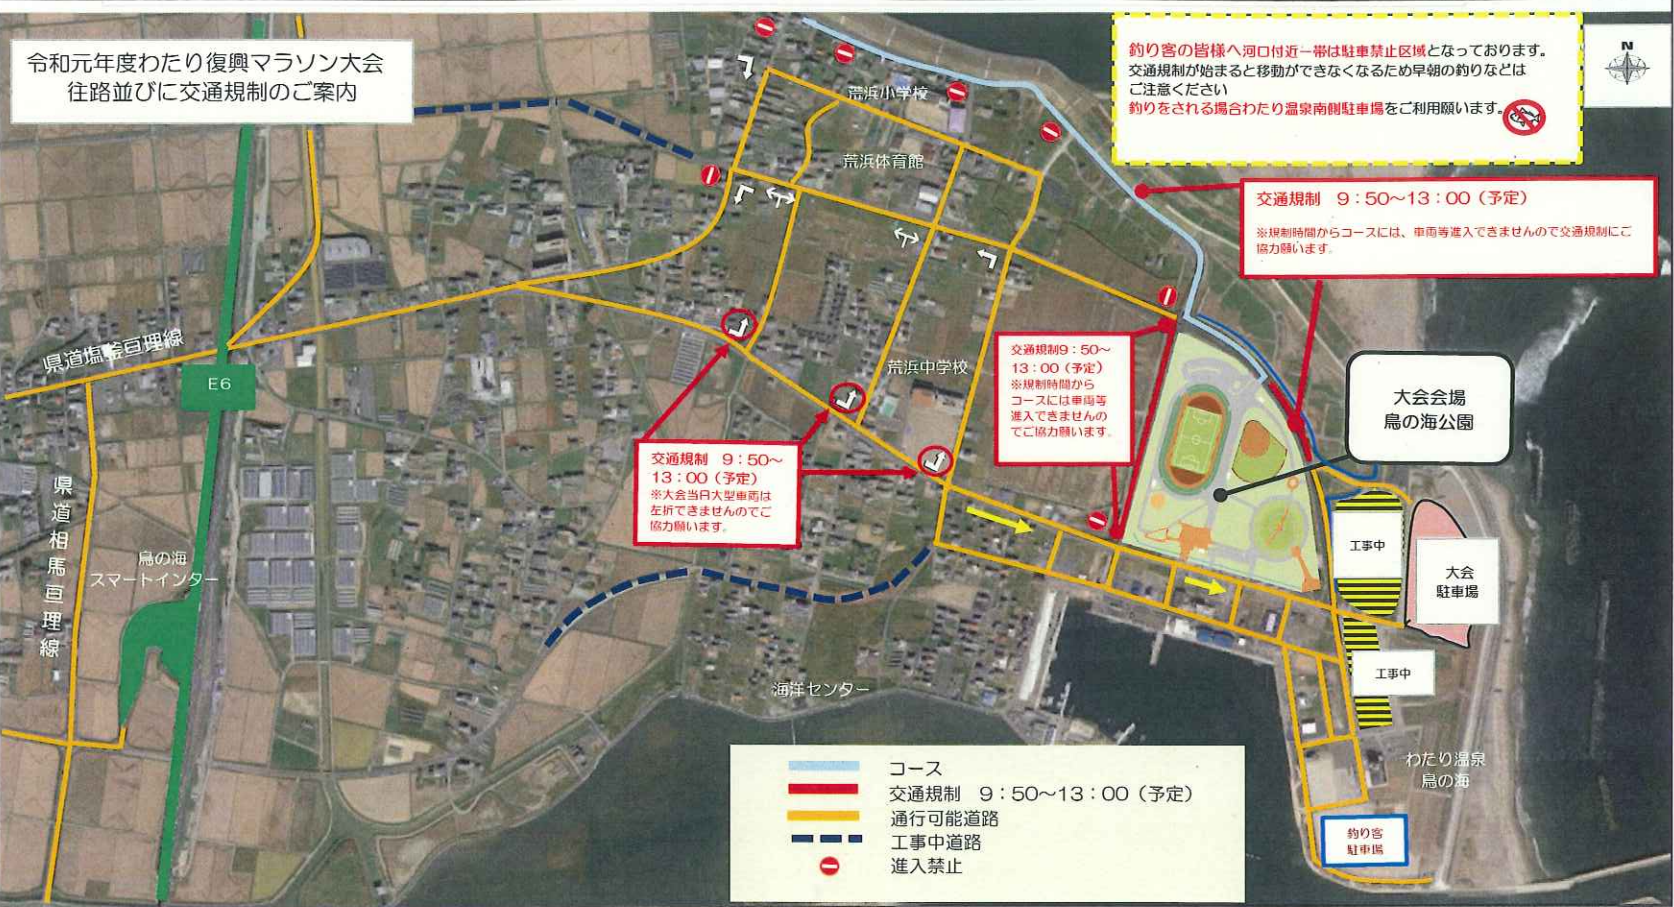 令和元年度わたり復興マラソン大会
往路並びに交通規制のご案内
釣り客の皆様へ河口付近一帯は駐車禁止区域となっております。
交通規制が始まると移動ができなくなるため早朝の釣りなどは
ご注意ください
釣りをされる場合わたり温泉南側駐車場をご利用願います。
N
荒浜小学校
荒浜体育館
交通規制　9：50～13：00（予定）
※規制時間からコースには、車両等進入できませんので交通規制にご
協力願います。
県道塩釜亘理線
E6
荒浜中学校
交通規制9：50～
13：00（予定）
※規制時間から
コースには車両等
進入できませんの
でご協力願います。
大会会場
鳥の海公園
交通規制　9：50～
13：00（予定）
※大会当日大型車両は
左折できませんのでご
協力願います。
県道相馬亘理線
鳥の海
スマートインター
工事中
大会
駐車場
工事中
海洋センター
わたり温泉
鳥の海
釣り客
駐車場
コース
交通規制　9：50～13：00（予定）
通行可能道路
工事中道路
進入禁止